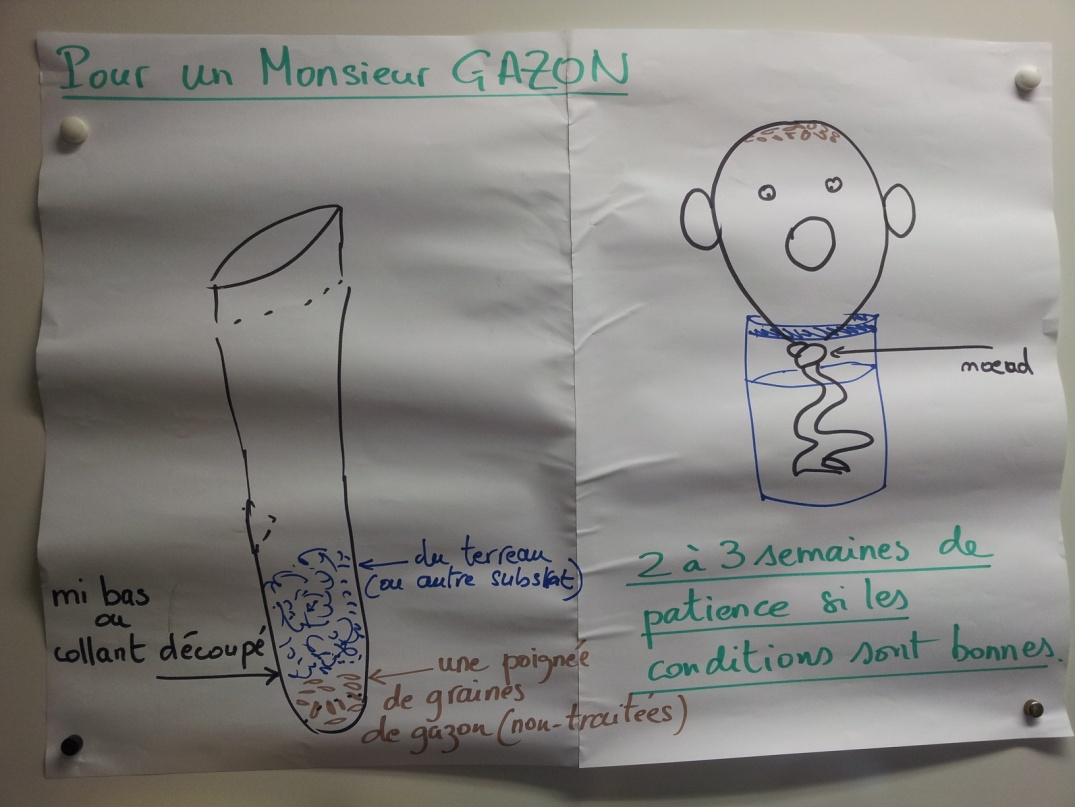 Pour un Monsieur GAZON
nœud
du terreau
(ou autre substrat)
mi bas
ou
collant découpé
une poignée
de graines
de gazon (non-traitées)
2 à 3 semaines de
patience si les
conditions sont bonnes.